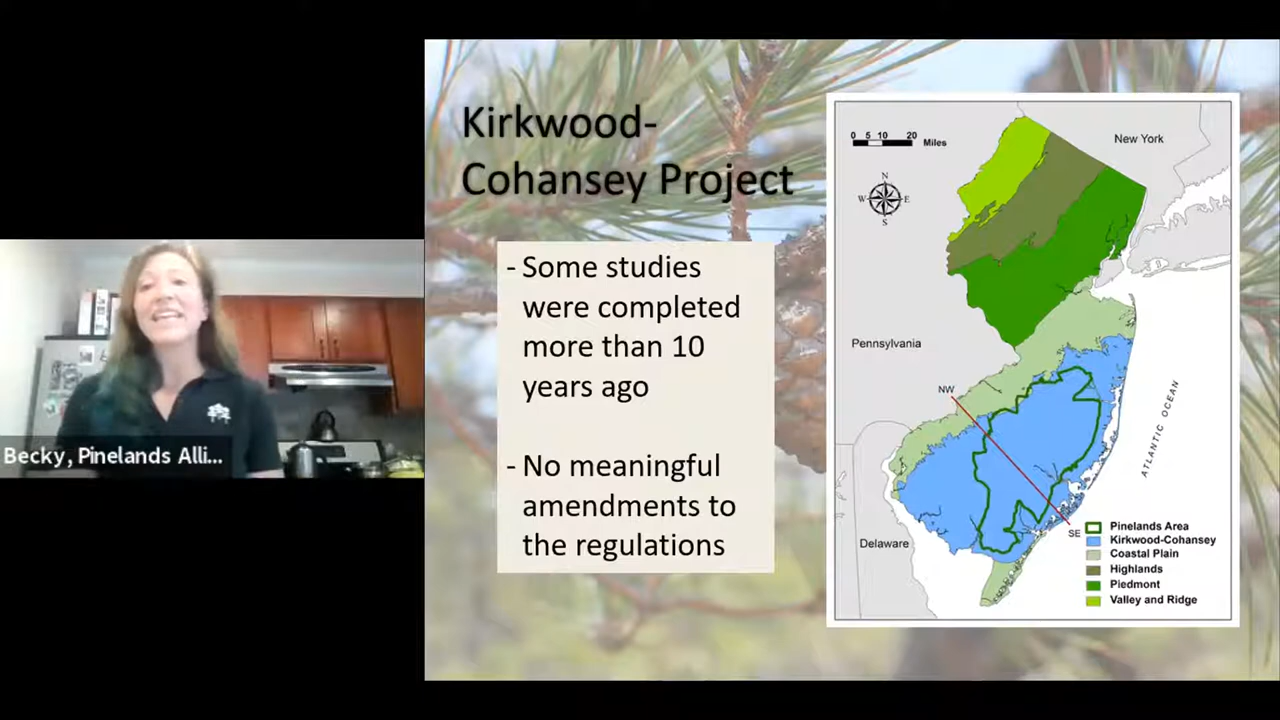 Kirkwood-
Cohansey Project
- Some studies
were completed
more than 10
years ago
- No meaningful
amendments to
the regulations
Becky, Pinelands Alli...
0 5 10 20
Miles
N
W E
S
New York
Pennsylvania
NW
ATLANTIC OCEAN
SE
Delaware
Pinelands Area
Kirkwood-Cohansey
Coastal Plain
Highlands
Piedmont
Valley and Ridge